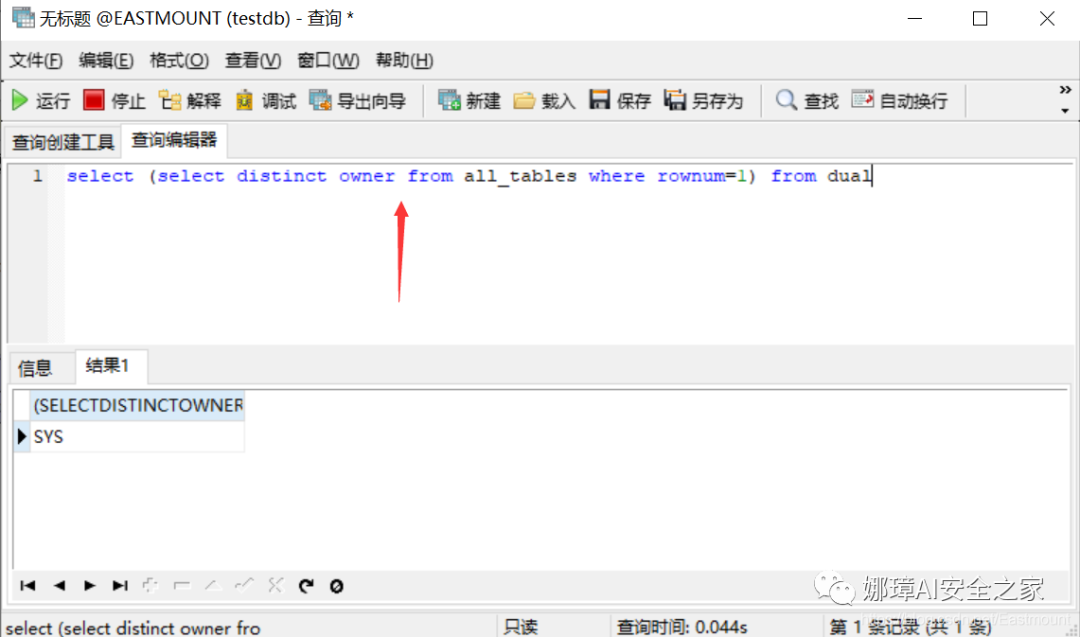 无标题 @EASTMOUNT (testdb) - 查询 *
文件(F) 编辑(E) 格式(O) 查看(V) 窗口(W) 帮助(H)
运行 停止 解释 调试 导出向导 新建 载入 保存 另存为 查找 自动换行
查询创建工具 查询编辑器
1 select (select distinct owner from all_tables where rownum=1) from dual
信息 结果1
(SELECTDISTINCTOWNER
SYS
娜璋AI安全之家
select (select distinct owner fro 只读 查询时间: 0.044s 第 1 条记录 (共 1 条)